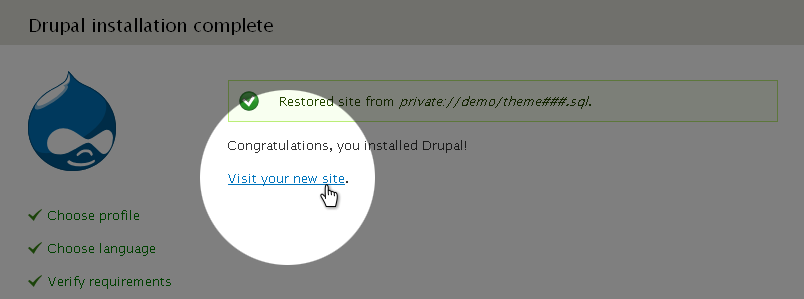 Drupal installation complete
Restored site from private://demo/theme###.sql.
Congratulations, you installed Drupal!
Visit your new site.
Choose profile
Choose language
Verify requirements